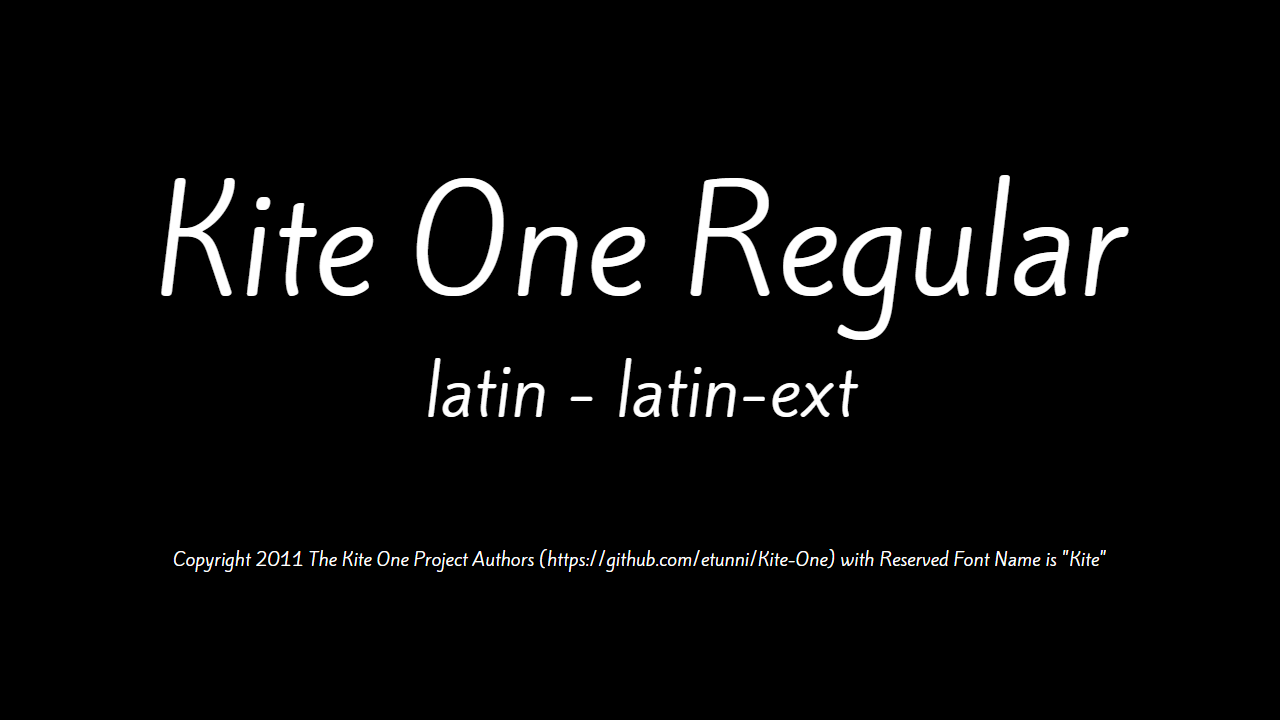 Kite One Regular
latin - latin-ext
Copyright 2011 The Kite One Project Authors (https://github.com/etunni/Kite-One) with Reserved Font Name is "Kite"